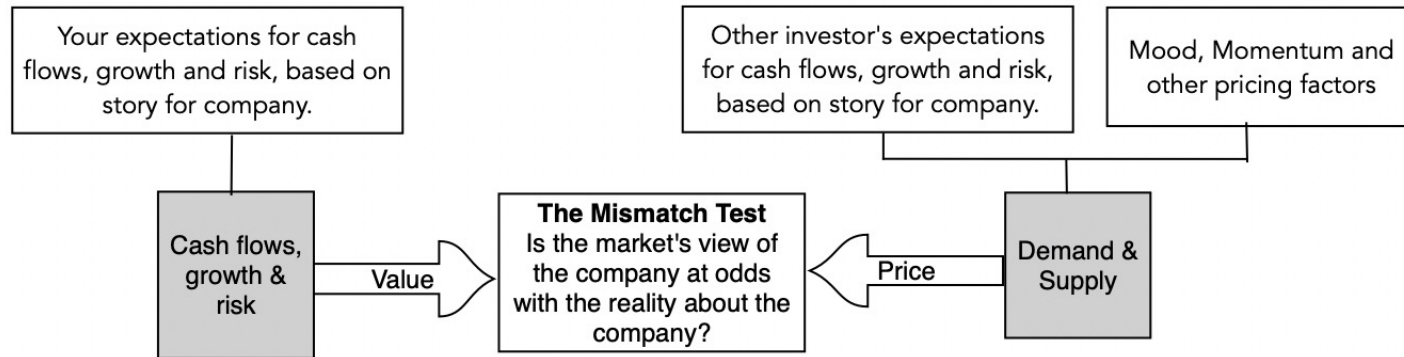 Your expectations for cash
flows, growth and risk, based on
story for company.
Other investor's expectations
for cash flows, growth and risk,
based on story for company.
Mood, Momentum and
other pricing factors
Cash flows,
growth &
risk
Value
The Mismatch Test
Is the market's view of
the company at odds
with the reality about the
company?
Price
Demand &
Supply